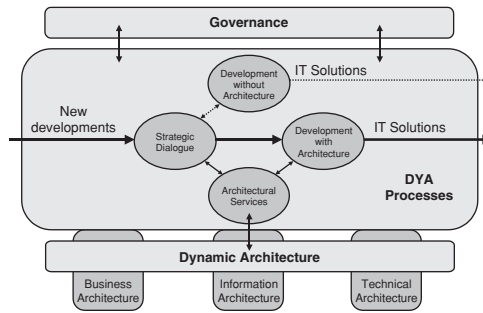 Governance
Development
without
Architecture
IT Solutions
New
developments
Strategic
Dialogue
Development
with
Architecture
IT Solutions
Architectural
Services
DYA
Processes
Dynamic Architecture
Business
Architecture
Information
Architecture
Technical
Architecture